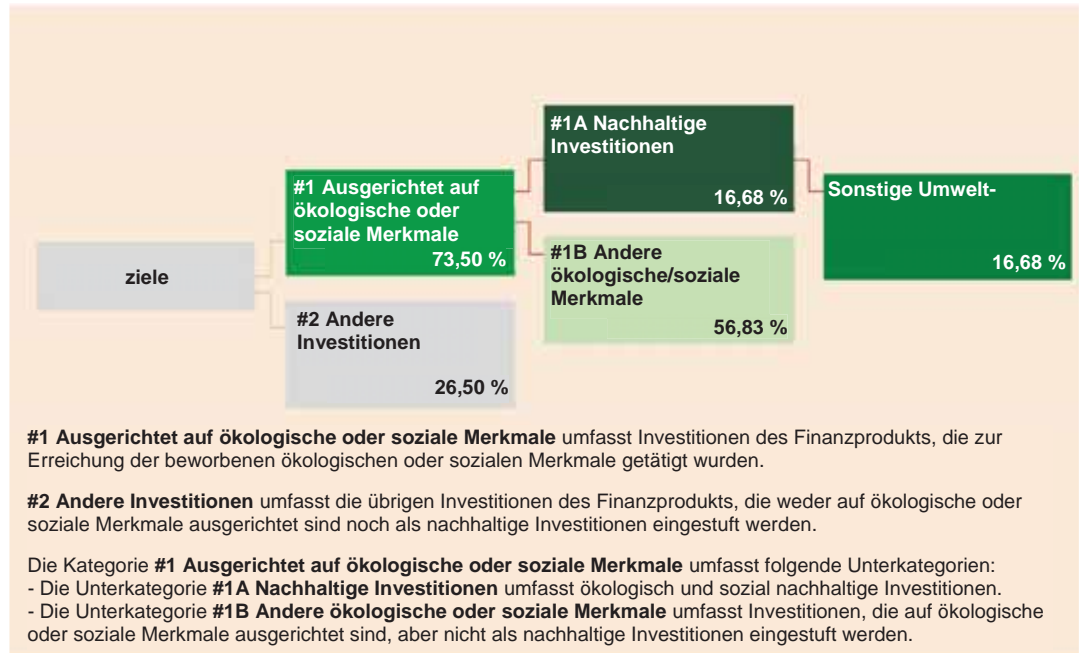 ziele
#1 Ausgerichtet auf
ökologische oder
soziale Merkmale
73,50 %
#2 Andere
Investitionen
26,50 %
#1A Nachhaltige
Investitionen
16,68 %
#1B Andere
ökologische/soziale
Merkmale
56,83 %
Sonstige Umwelt-
16,68 %
#1 Ausgerichtet auf ökologische oder soziale Merkmale umfasst Investitionen des Finanzprodukts, die zur
Erreichung der beworbenen ökologischen oder sozialen Merkmale getätigt wurden.
#2 Andere Investitionen umfasst die übrigen Investitionen des Finanzprodukts, die weder auf ökologische oder
soziale Merkmale ausgerichtet sind noch als nachhaltige Investitionen eingestuft werden.
Die Kategorie #1 Ausgerichtet auf ökologische oder soziale Merkmale umfasst folgende Unterkategorien:
- Die Unterkategorie #1A Nachhaltige Investitionen umfasst ökologisch und sozial nachhaltige Investitionen.
- Die Unterkategorie #1B Andere ökologische oder soziale Merkmale umfasst Investitionen, die auf ökologische
oder soziale Merkmale ausgerichtet sind, aber nicht als nachhaltige Investitionen eingestuft werden.